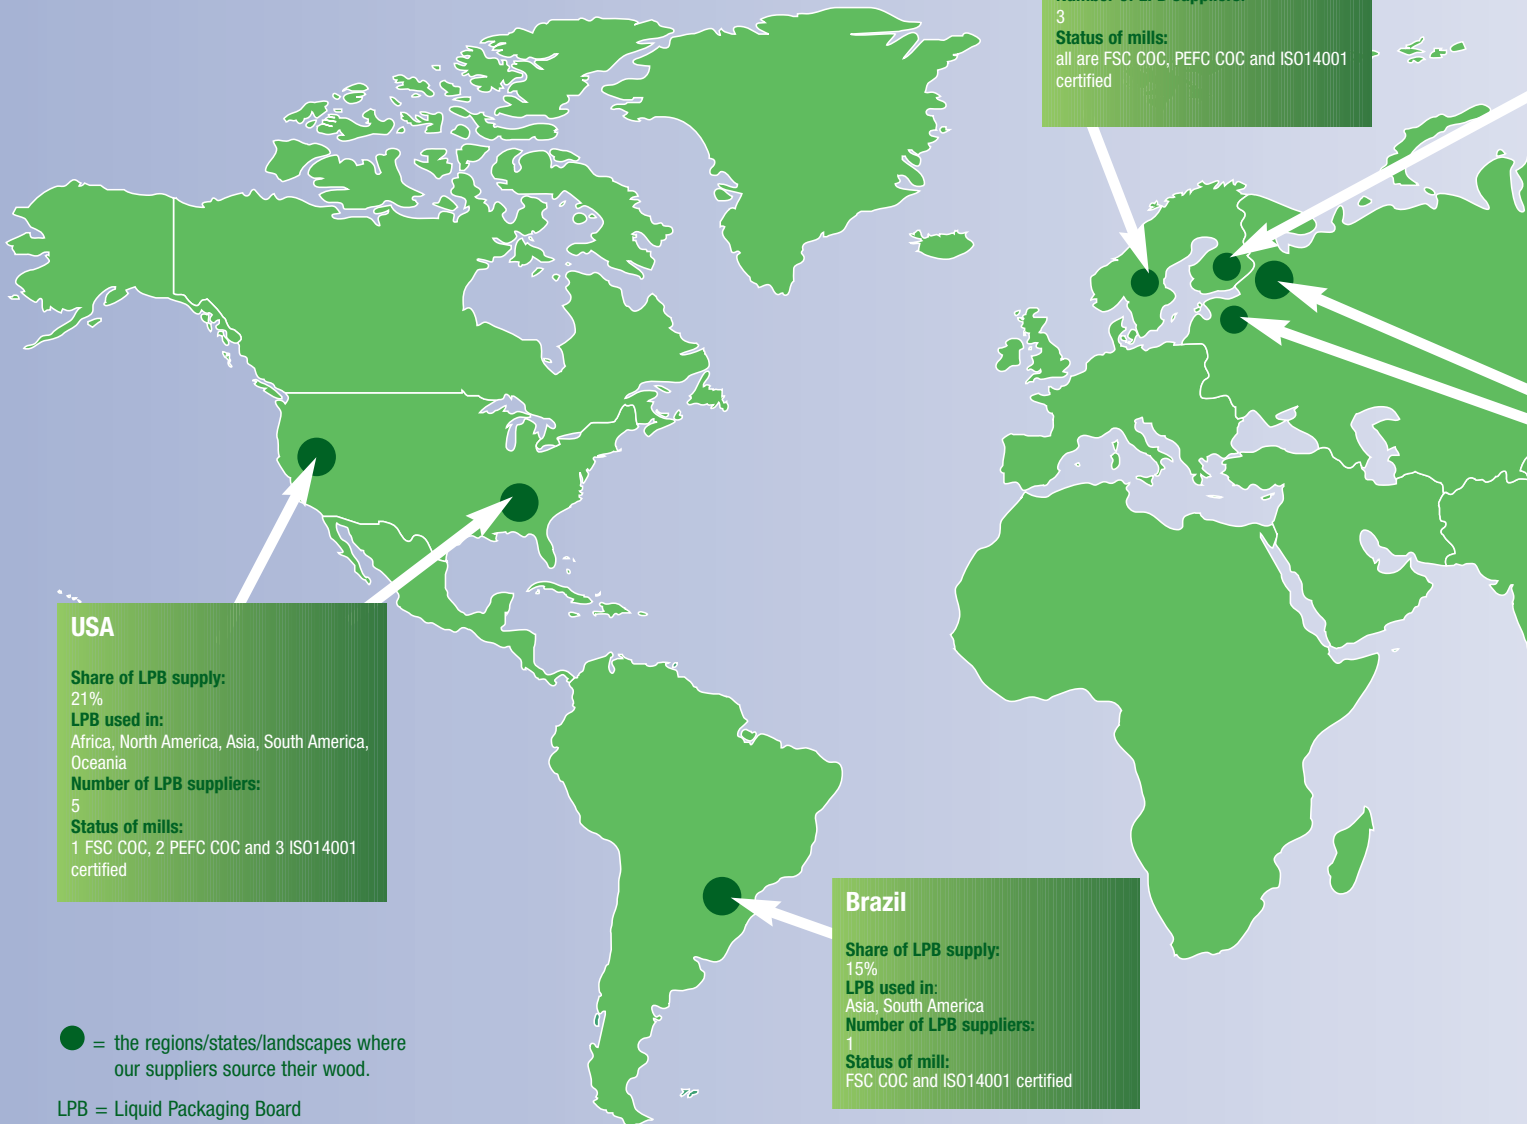 Number of LPB suppliers:
3
Status of mills:
all are FSC COC, PEFC COC and ISO14001
certified
USA
Share of LPB supply:
21%
LPB used in:
Africa, North America, Asia, South America,
Oceania
Number of LPB suppliers:
5
Status of mills:
1 FSC COC, 2 PEFC COC and 3 ISO14001
certified
Brazil
Share of LPB supply:
15%
LPB used in:
Asia, South America
Number of LPB suppliers:
1
Status of mill:
FSC COC and ISO14001 certified
= the regions/states/landscapes where
our suppliers source their wood.
LPB = Liquid Packaging Board